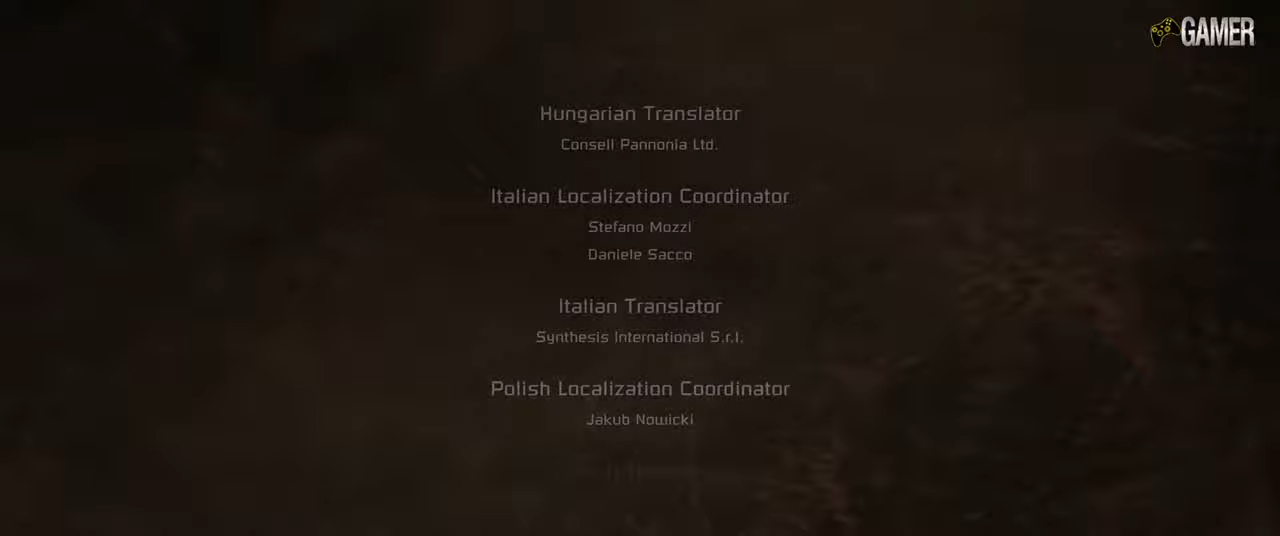 GAMER
Hungarian Translator
Consell Pannonia Ltd.
Italian Localization Coordinator
Stefano Mozzi
Daniele Sacco
Italian Translator
Synthesis International S.r.l.
Polish Localization Coordinator
Jakub Nowicki